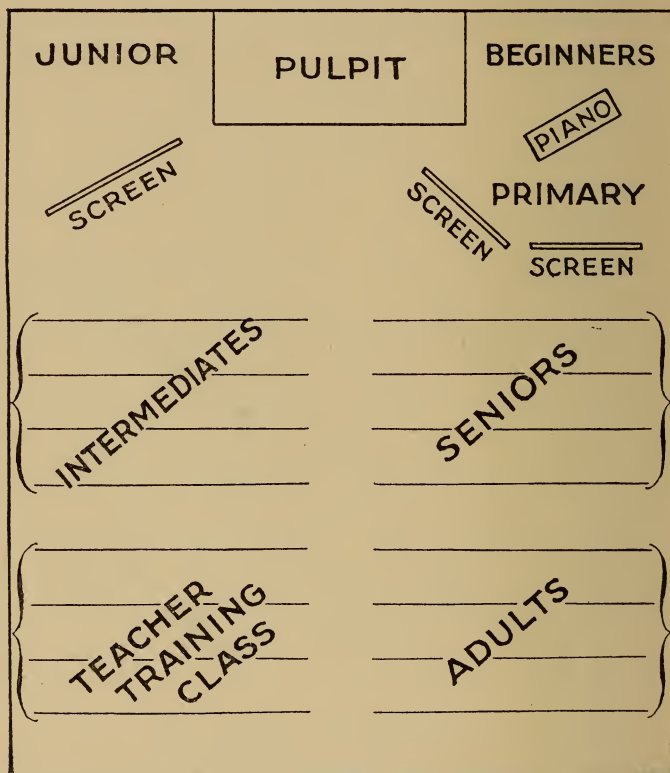 JUNIOR
PULPIT
BEGINNERS
PIANO
SCREEN
SCREEN
PRIMARY
SCREEN
INTERMEDIATES
SENIORS
TEACHER
TRAINING
CLASS
ADULTS